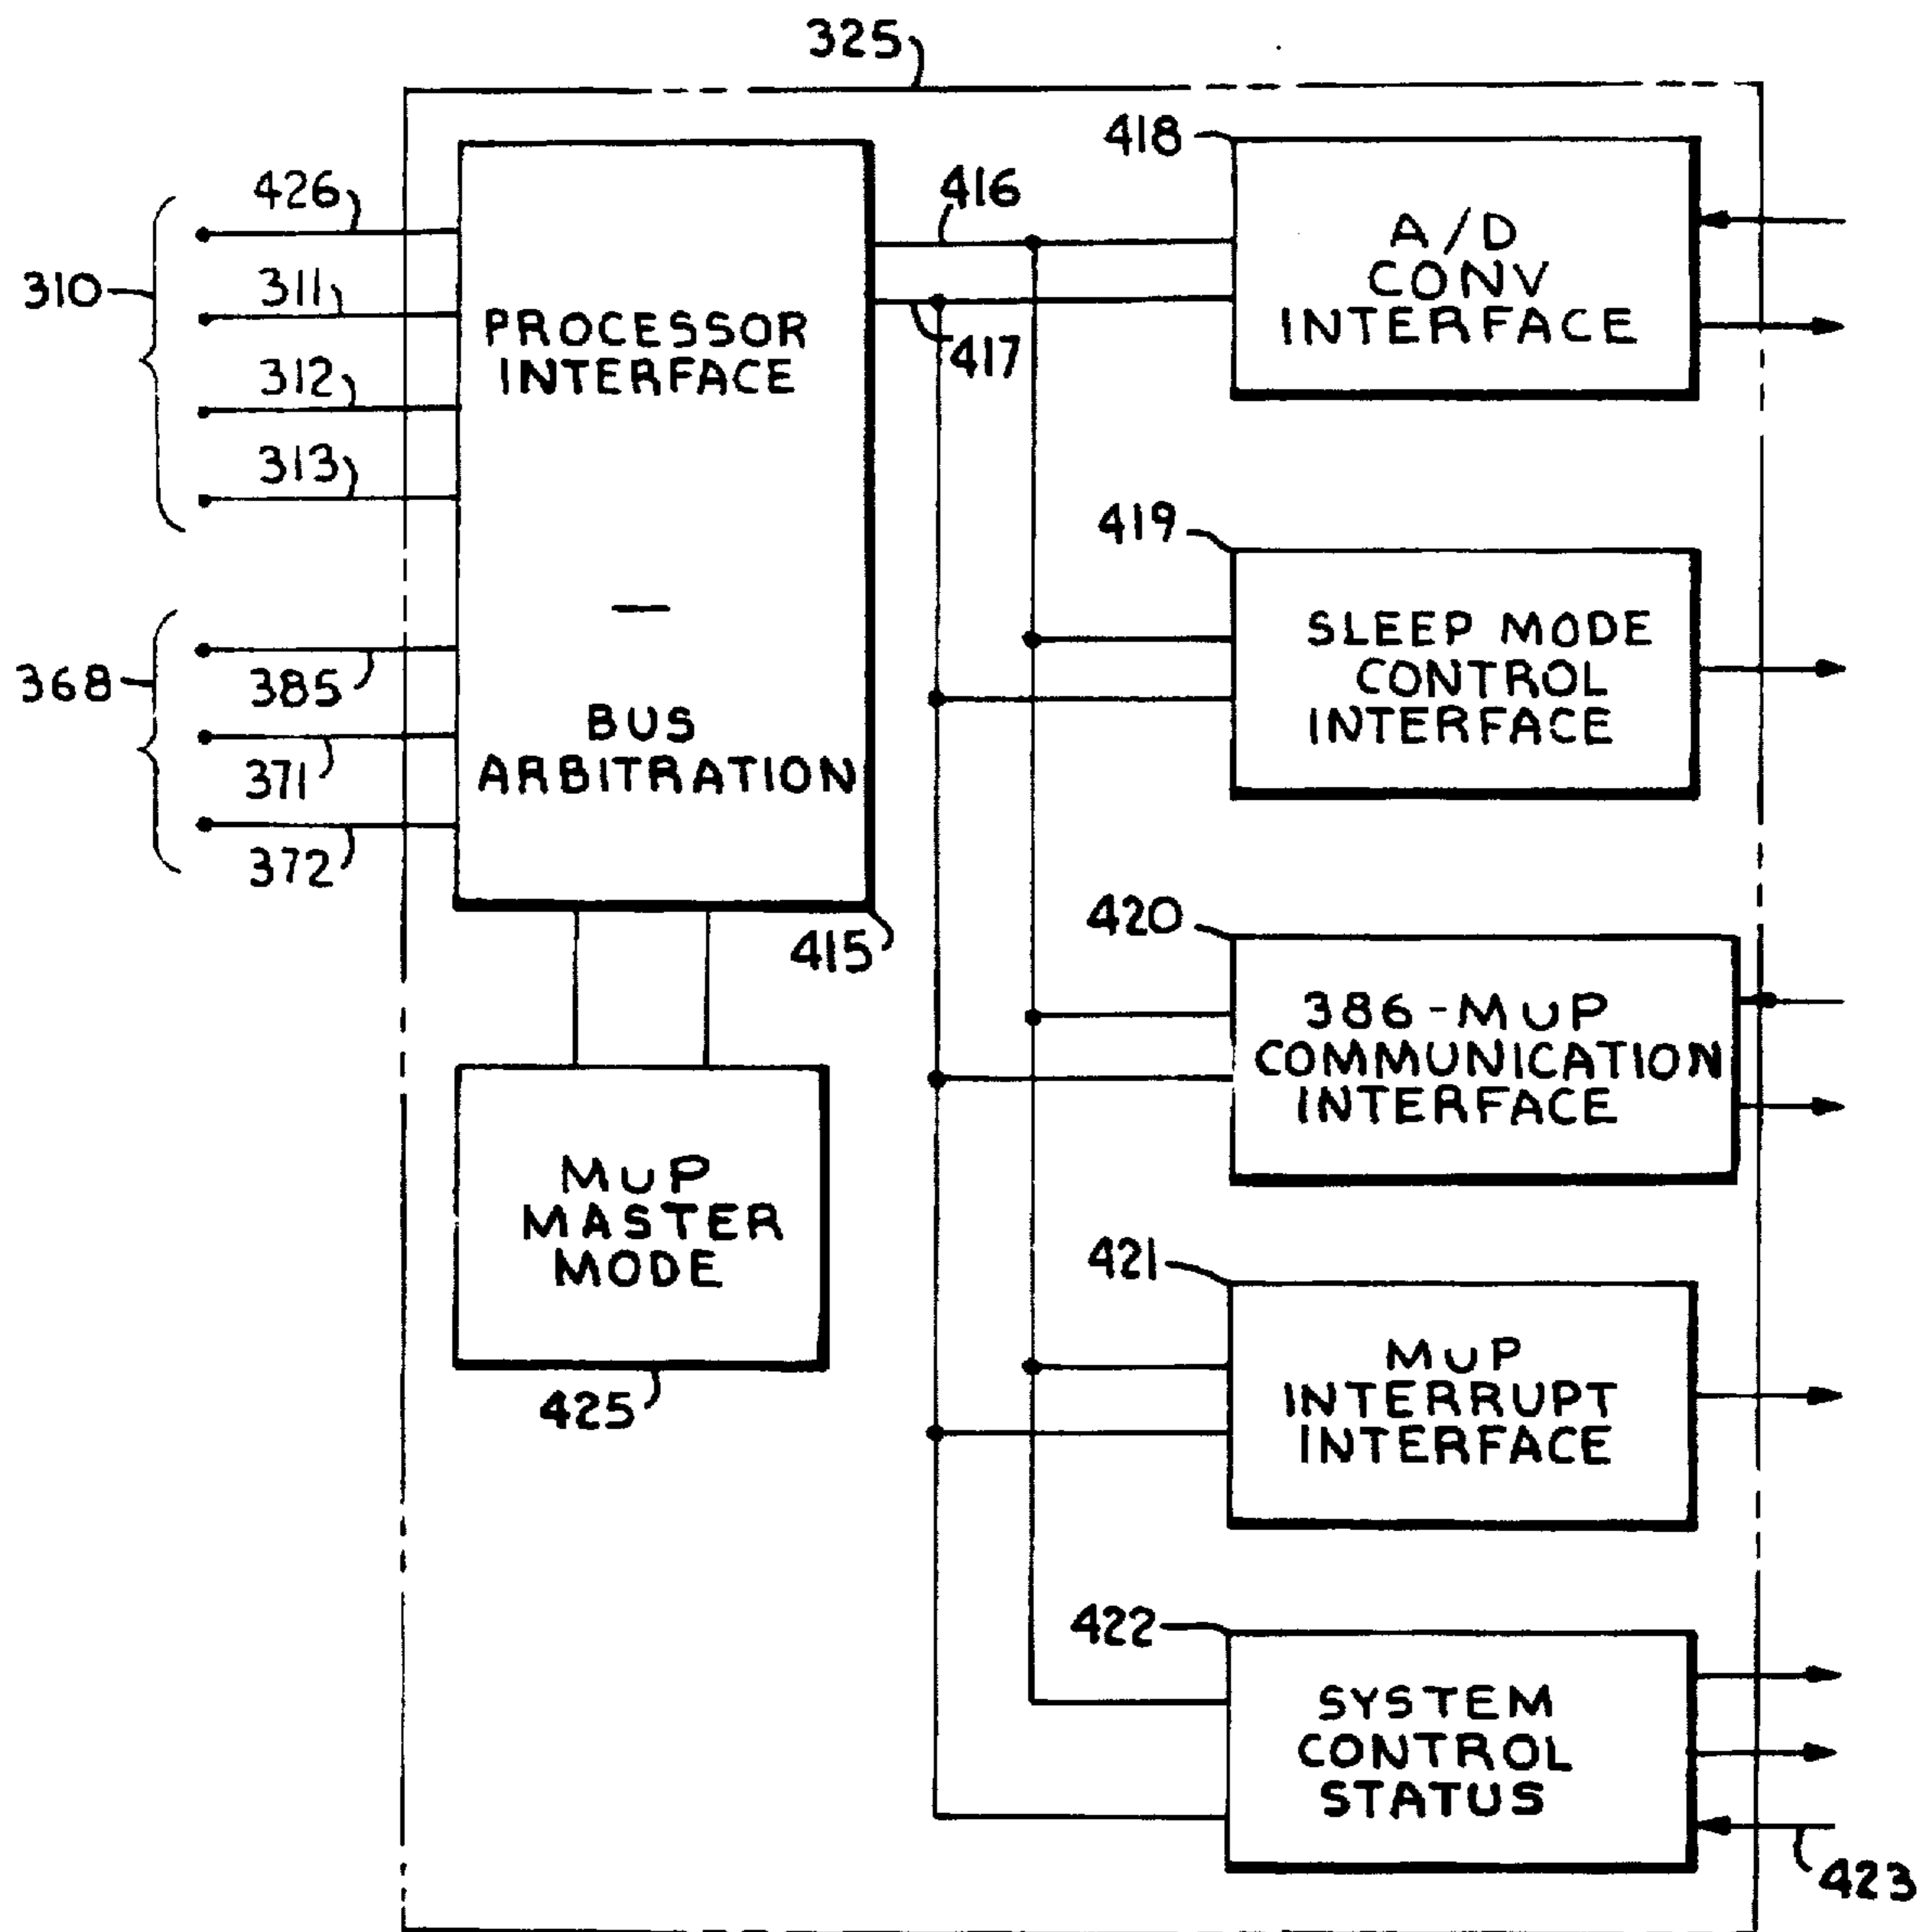 325
418
426
416
310
311
A/D
CONV
INTERFACE
PROCESSOR
INTERFACE
417
312
313
419
SLEEP MODE
CONTROL
INTERFACE
368
385
BUS
ARBITRATION
371
372
415
420
386-MUP
COMMUNICATION
INTERFACE
MUP
MASTER
MODE
425
421
MUP
INTERRUPT
INTERFACE
422
SYSTEM
CONTROL
STATUS
423